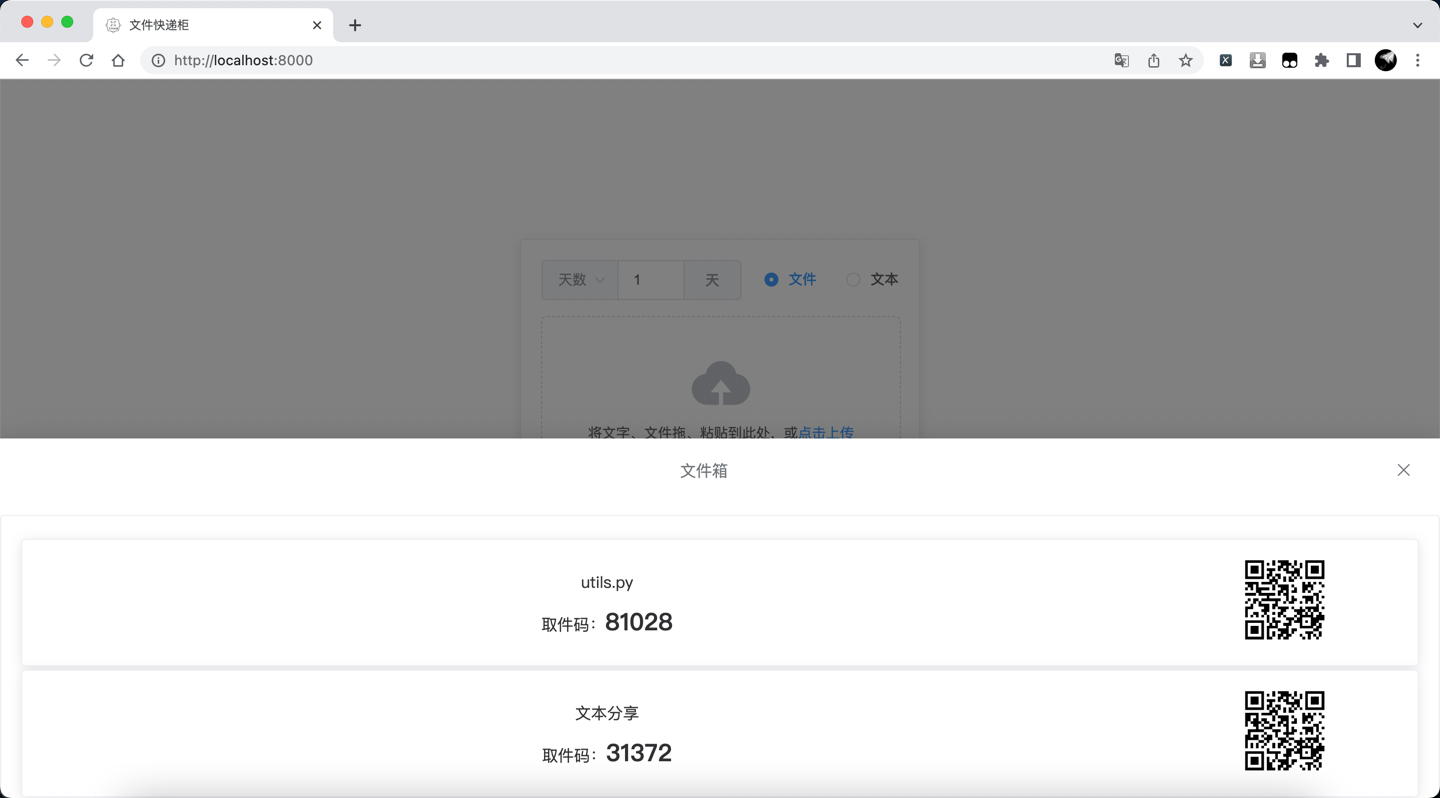 文件快递柜
http://localhost:8000
天数
1
天
文件
文本
将文字、文件拖、粘贴到此处，或点击上传
文件箱
utils.py
取件码：81028
文本分享
取件码：31372